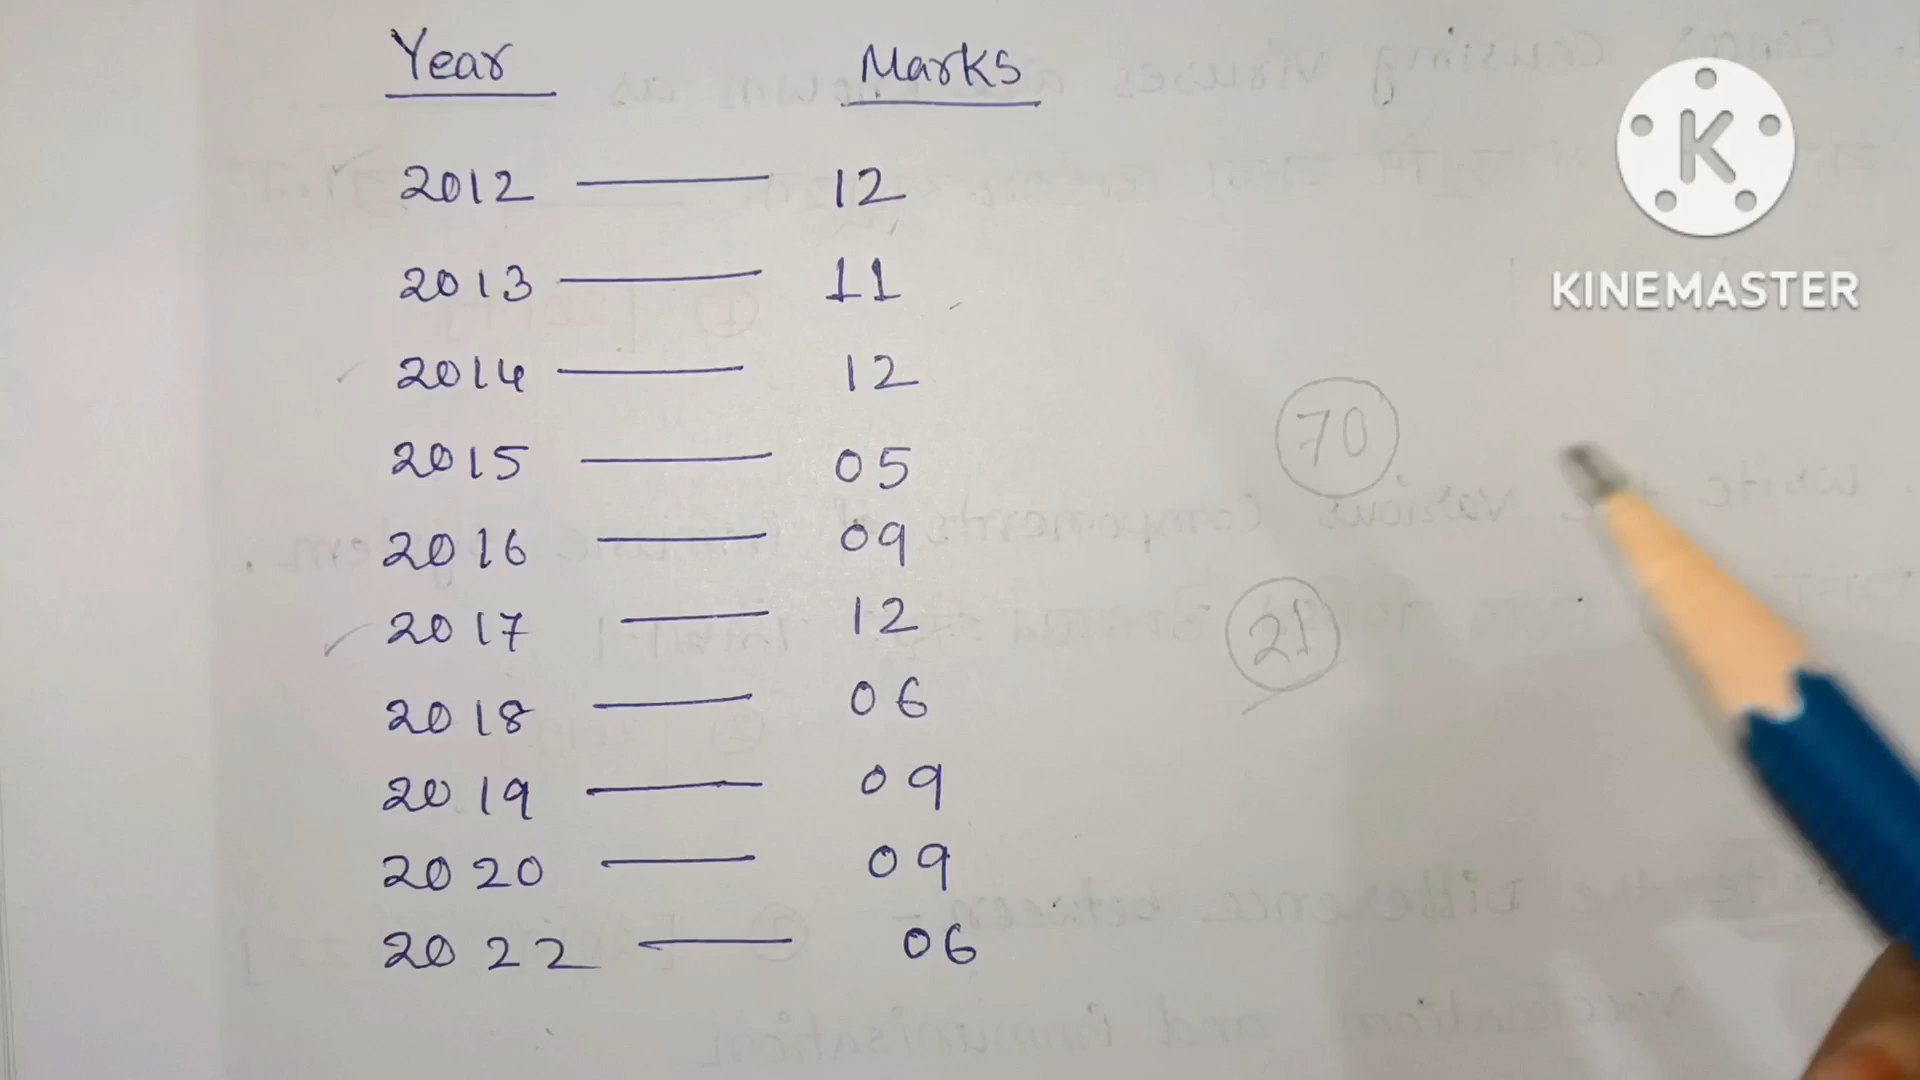 Year Marks
2012 — 12
2013 — 11
2014 — 12
2015 — 05
2016 — 09
2017 — 12
2018 — 06
2019 — 09
2020 — 09
2022 — 06
70
21
KINEMASTER